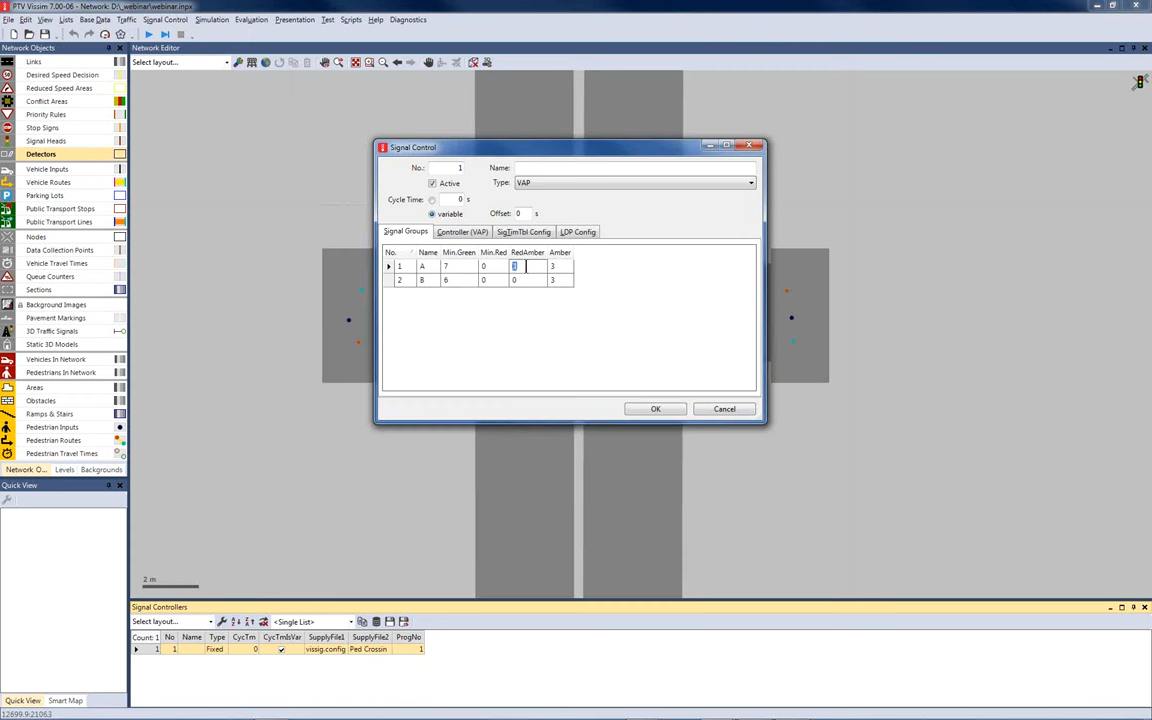 PTV Vissim 7.00-06 - Network: D:\_webinar\webinar.inpx
File Edit View Lists Base Data Traffic Signal Control Simulation Evaluation Presentation Test Scripts Help Diagnostics
Network Objects
Network Editor
Select layout...
Links
Desired Speed Decision
Reduced Speed Areas
Conflict Areas
Priority Rules
Stop Signs
Signal Heads
Detectors
Vehicle Inputs
Vehicle Routes
Parking Lots
Public Transport Stops
Public Transport Lines
Nodes
Data Collection Points
Vehicle Travel Times
Queue Counters
Sections
Background Images
Pavement Markings
3D Traffic Signals
Static 3D Models
Vehicles In Network
Pedestrians In Network
Areas
Obstacles
Ramps & Stairs
Pedestrian Inputs
Pedestrian Routes
Pedestrian Travel Times
Network O... Levels Backgrounds
Quick View
Quick View Smart Map
12699.9:2106.3
Signal Control
No.: 1 Name:
Active Type: VAP
Cycle Time: 0 s
variable Offset: 0 s
Signal Groups Controller (VAP) SigTimTbl Config LDP Config
No. Name Min.Green Min.Red RedAmber Amber
1 A 7 0 3
2 B 6 0 0 3
OK Cancel
2 m
Signal Controllers
Select layout... <Single List>
Count: 1 No Name Type CycTm CycTmIsVar SupplyFile1 SupplyFile2 ProgNo
1 1 Fixed 0 vissig.config Ped Crossin 1